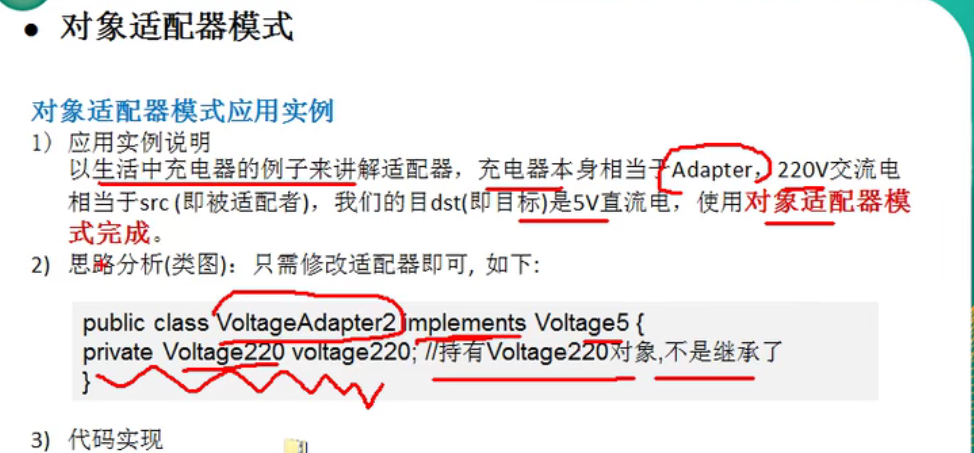 ● 对象适配器模式
对象适配器模式应用实例
1) 应用实例说明
以生活中充电器的例子来讲解适配器，充电器本身相当于Adapter，220V交流电
相当于src (即被适配者)，我们的目dst(即目标)是5V直流电，使用对象适配器模
式完成。
2) 思路分析(类图)：只需修改适配器即可, 如下:
public class VoltageAdapter2 implements Voltage5 {
private Voltage220 voltage220; //持有Voltage220对象,不是继承了
}
3) 代码实现